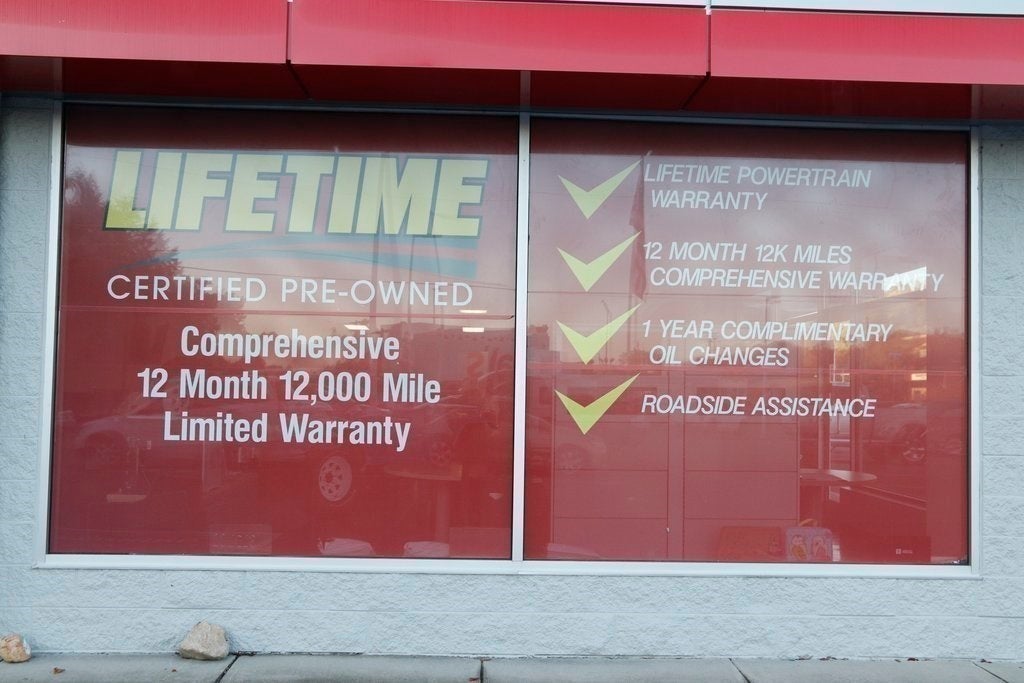 LIFETIME
CERTIFIED PRE-OWNED
Comprehensive
12 Month 12,000 Mile
Limited Warranty
LIFETIME POWERTRAIN
WARRANTY
12 MONTH 12K MILES
COMPREHENSIVE WARRANTY
1 YEAR COMPLIMENTARY
OIL CHANGES
ROADSIDE ASSISTANCE